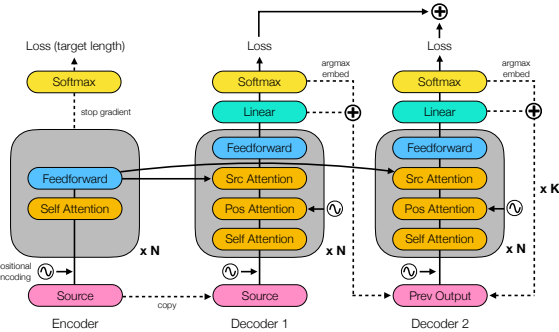 Loss (target length)
Softmax
stop gradient
Feedforward
Self Attention
x N
ositional
ncoding
Source
Encoder
copy
Loss
Softmax
argmax
embed
Linear
Feedforward
Src Attention
Pos Attention
Self Attention
x N
Source
Decoder 1
Loss
Softmax
argmax
embed
Linear
Feedforward
Src Attention
Pos Attention
Self Attention
x N
x K
Prev Output
Decoder 2